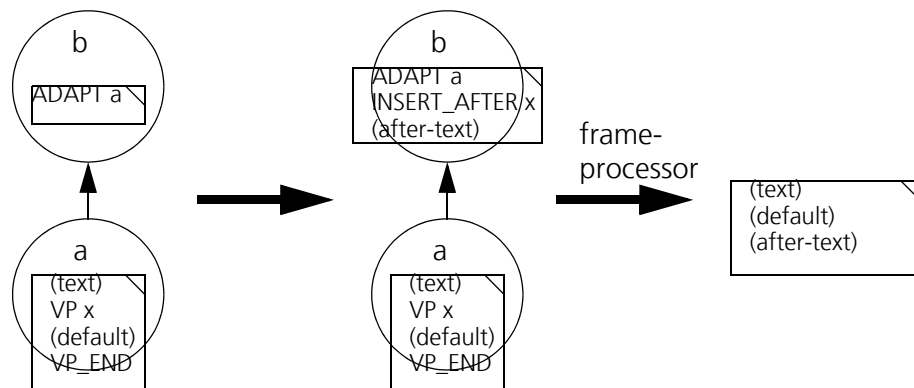 b
ADAPT a
a
(text)
VP x
(default)
VP_END
b
ADAPT a
INSERT_AFTER x
(after-text)
a
(text)
VP x
(default)
VP_END
frame-
processor
(text)
(default)
(after-text)